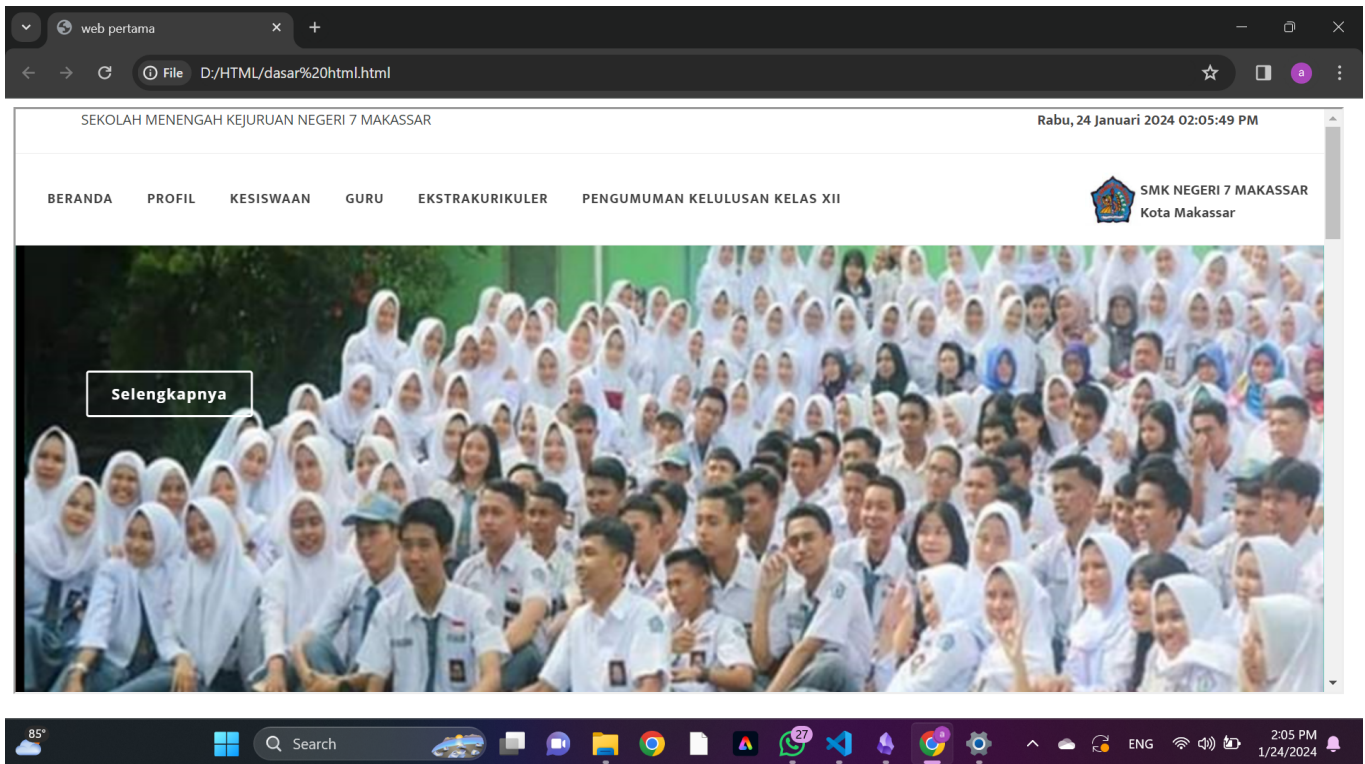 web pertama
File D:/HTML/dasar%20html.html
a
SEKOLAH MENENGAH KEJURUAN NEGERI 7 MAKASSAR
Rabu, 24 Januari 2024 02:05:49 PM
BERANDA PROFIL KESISWAAN GURU EKSTRAKURIKULER PENGUMUMAN KELULUSAN KELAS XII
SMK NEGERI 7 MAKASSAR
Kota Makassar
Selengkapnya
85°
Search
27
a
ENG
2:05 PM
1/24/2024